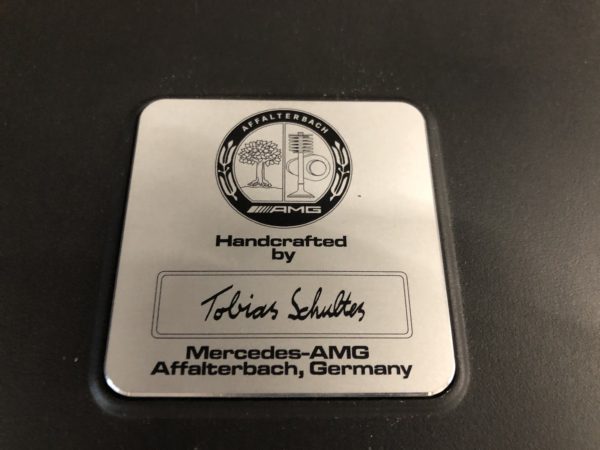 AFFALTERBACH
AMG
Handcrafted
by
Tobias Schultes
Mercedes-AMG
Affalterbach, Germany